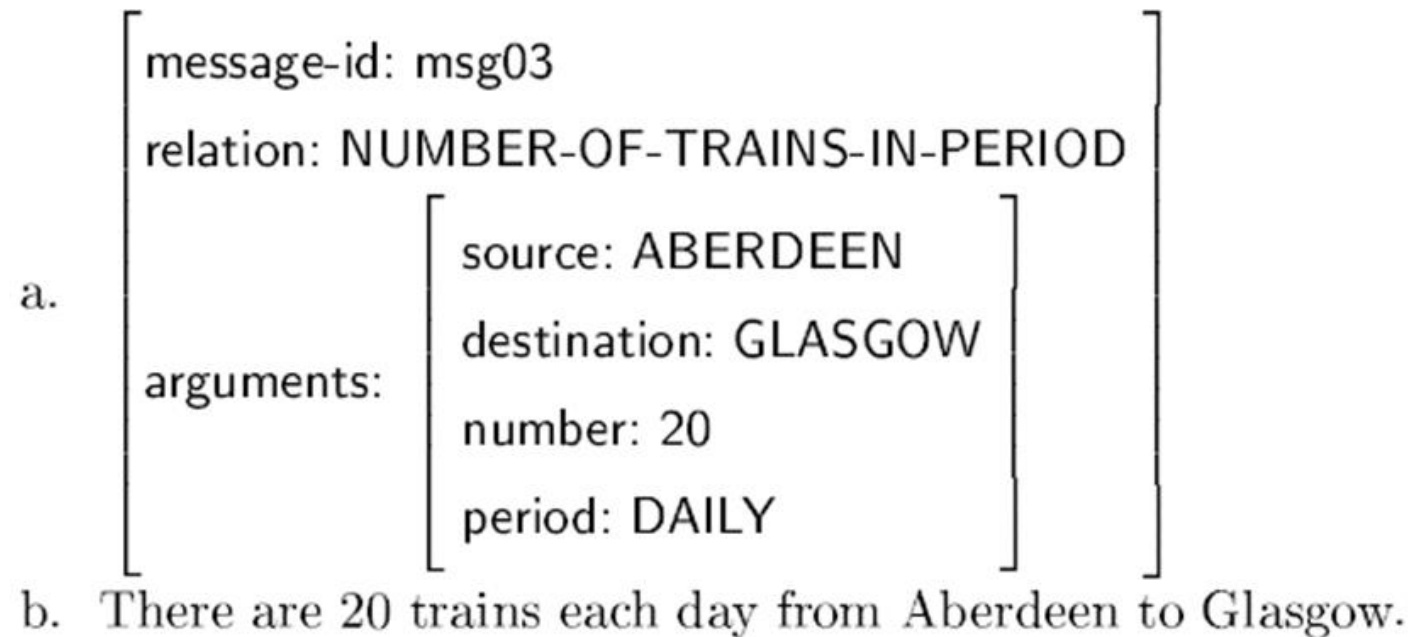 message-id: msg03
relation: NUMBER-OF-TRAINS-IN-PERIOD
source: ABERDEEN
a.
destination: GLASGOW
arguments:
number: 20
period: DAILY
b. There are 20 trains each day from Aberdeen to Glasgow.